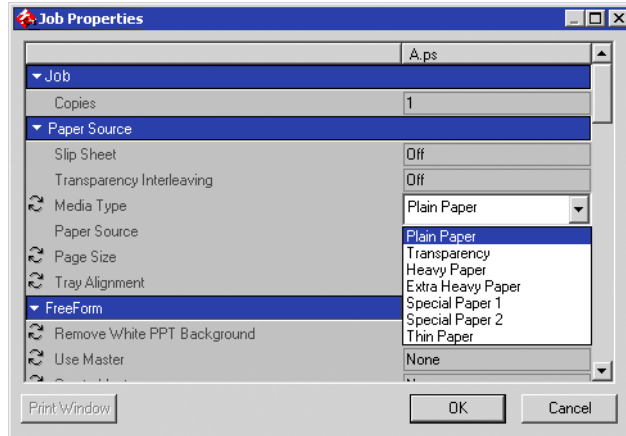 Job Properties
A.ps
Job
Copies 1
Paper Source
Slip Sheet Off
Transparency Interleaving Off
Media Type Plain Paper
Paper Source Plain Paper
Transparency
Page Size Heavy Paper
Extra Heavy Paper
Tray Alignment Special Paper 1
FreeForm Special Paper 2
Remove White PPT Background Thin Paper
Use Master None
Print Window OK Cancel